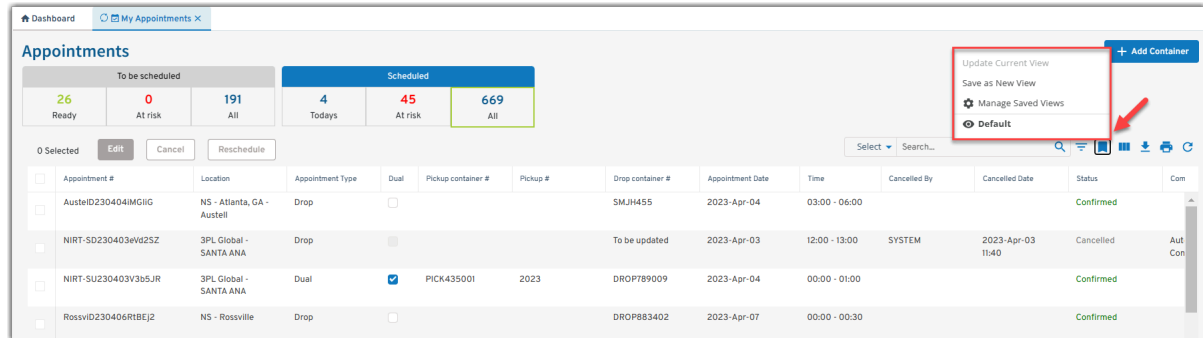 Dashboard
My Appointments ×
Appointments
+ Add Container
To be scheduled
Scheduled
26
0
191
4
45
669
Ready
At risk
All
Todays
At risk
All
Update Current View
Save as New View
Manage Saved Views
Default
0 Selected
Edit
Cancel
Reschedule
Select
Search...
Appointment # Location Appointment Type Dual Pickup container # Pickup # Drop container # Appointment Date Time Cancelled By Cancelled Date Status Com
AustelD230404iMGliG NS - Atlanta, GA - Drop SMJH455 2023-Apr-04 03:00 - 06:00 Confirmed
Austell
NIRT-SD230403eVd2SZ 3PL Global - Drop To be updated 2023-Apr-03 12:00 - 13:00 SYSTEM 2023-Apr-03 Cancelled Aut
SANTA ANA 11:40 Con
NIRT-SU230403V3b5JR 3PL Global - Dual PICK435001 2023 DROP789009 2023-Apr-04 00:00 - 01:00 Confirmed
SANTA ANA
RossviD230406RtBEj2 NS - Rossville Drop DROP883402 2023-Apr-07 00:00 - 00:30 Confirmed